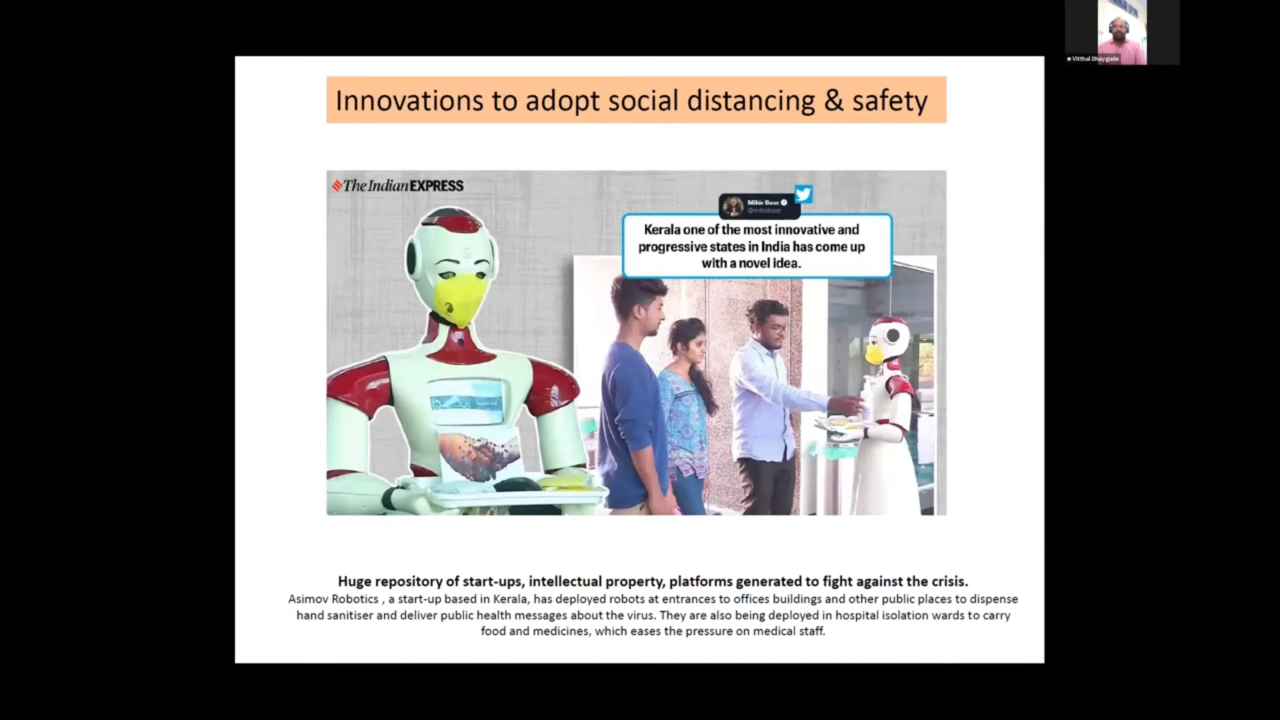 Vitthal Dhaygude
Innovations to adopt social distancing & safety
The Indian EXPRESS
Mihir Bose
Kerala one of the most innovative and
progressive states in India has come up
with a novel idea.
Huge repository of start-ups, intellectual property, platforms generated to fight against the crisis.
Asimov Robotics , a start-up based in Kerala, has deployed robots at entrances to offices buildings and other public places to dispense
hand sanitiser and deliver public health messages about the virus. They are also being deployed in hospital isolation wards to carry
food and medicines, which eases the pressure on medical staff.